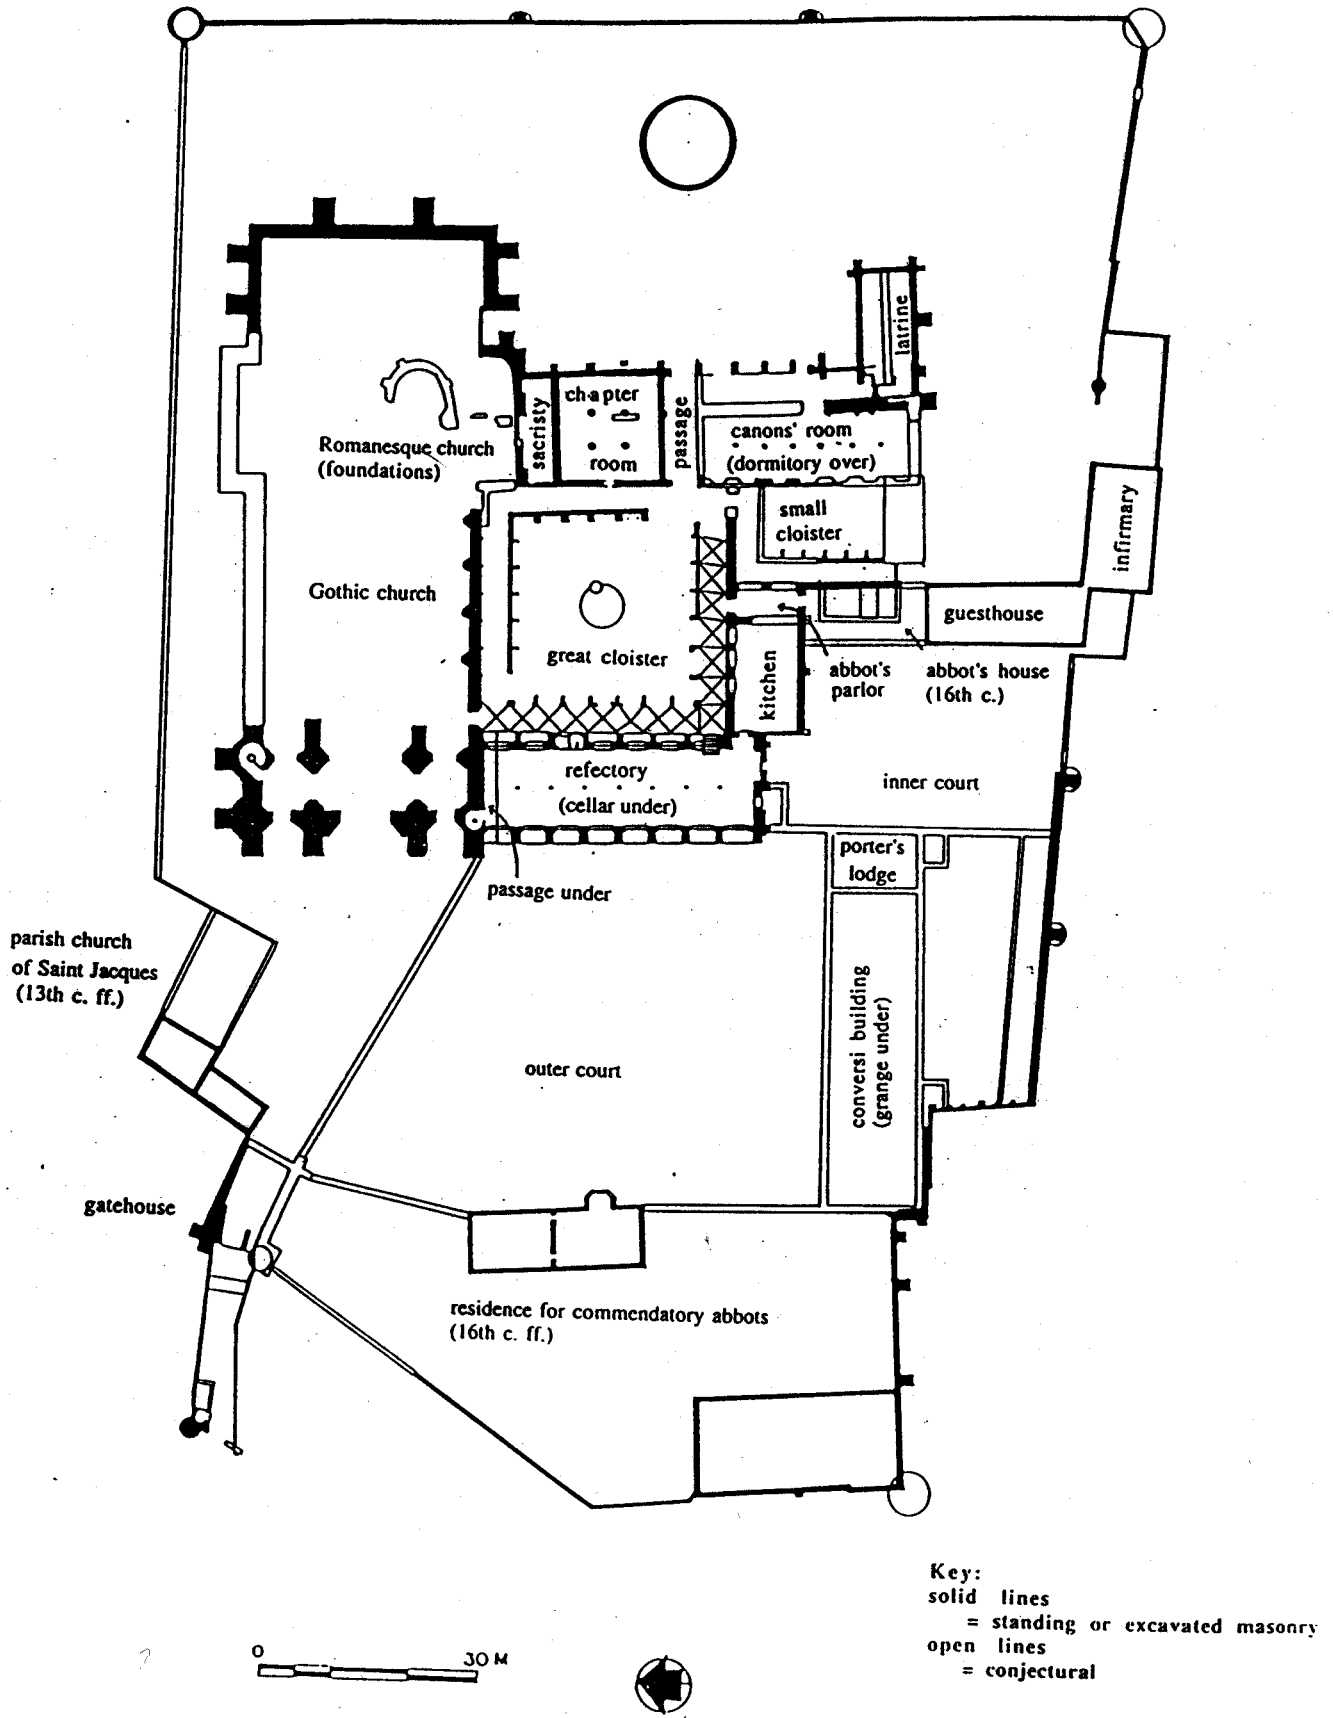 latrine
sacristy
chapter
room
passage
canons' room
(dormitory over)
Romanesque church
(foundations)
small
cloister
infirmary
Gothic church
guesthouse
great cloister
kitchen
abbot's
parlor
abbot's house
(16th c.)
refectory
(cellar under)
inner court
porter's
lodge
passage under
parish church
of Saint Jacques
(13th c. ff.)
conversi building
(grange under)
outer court
gatehouse
residence for commendatory abbots
(16th c. ff.)
Key:
solid lines
= standing or excavated masonry
open lines
= conjectural
0 30 M